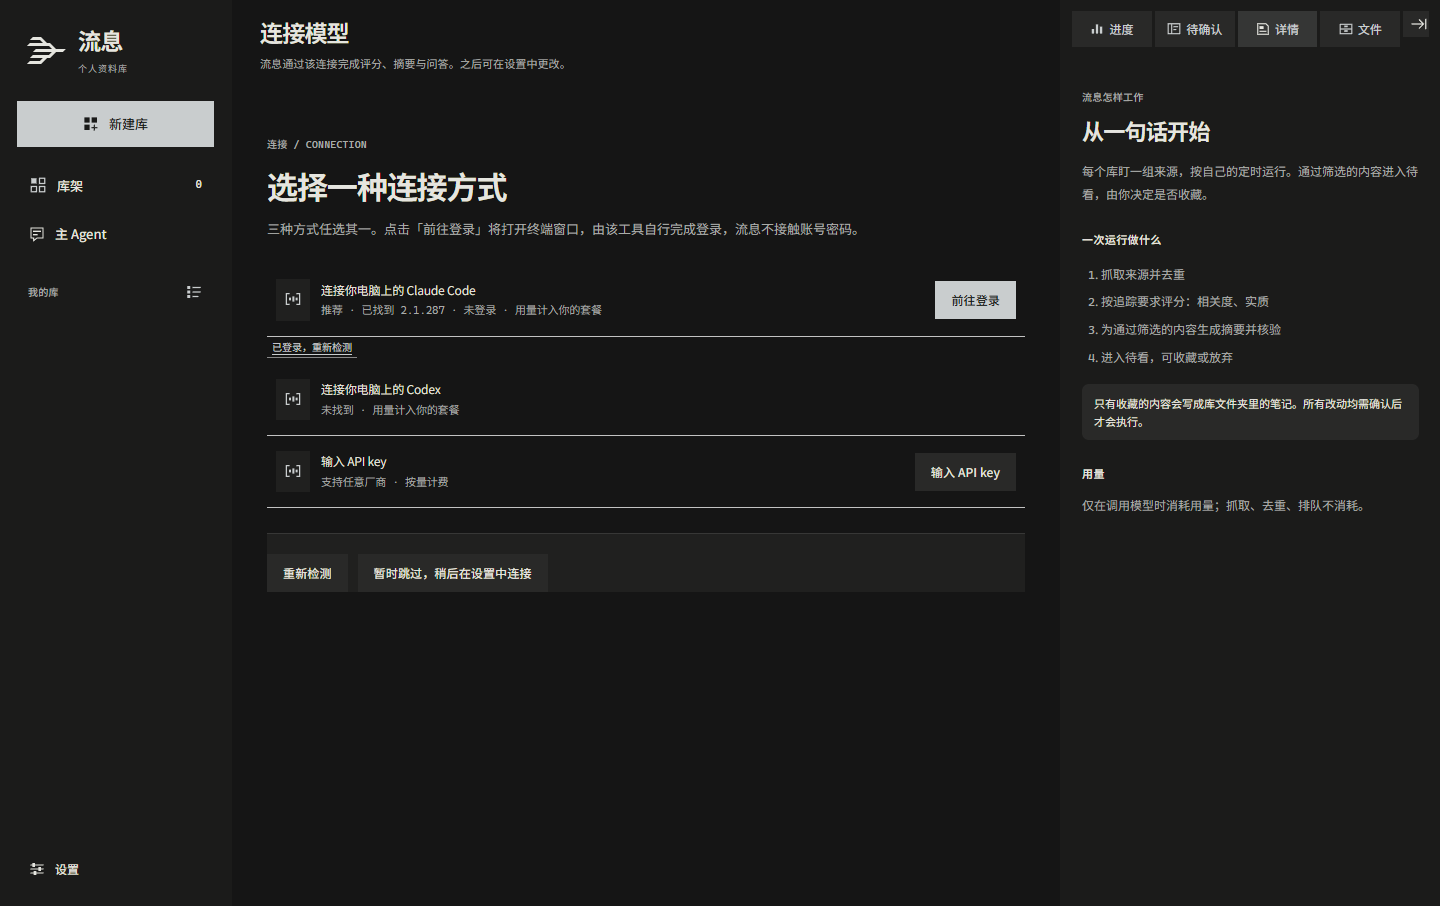 流息
个人资料库
新建库
库架 0
主 Agent
我的库
设置
连接模型
流息通过该连接完成评分、摘要与问答。之后可在设置中更改。
连接 / CONNECTION
选择一种连接方式
三种方式任选其一。点击「前往登录」将打开终端窗口，由该工具自行完成登录，流息不接触账号密码。
连接你电脑上的 Claude Code
推荐 · 已找到 2.1.287 · 未登录 · 用量计入你的套餐
前往登录
已登录，重新检测
连接你电脑上的 Codex
未找到 · 用量计入你的套餐
输入 API key
支持任意厂商 · 按量计费
输入 API key
重新检测
暂时跳过，稍后在设置中连接
进度
待确认
详情
文件
流息怎样工作
从一句话开始
每个库盯一组来源，按自己的定时运行。通过筛选的内容进入待
看，由你决定是否收藏。
一次运行做什么
1. 抓取来源并去重
2. 按追踪要求评分：相关度、实质
3. 为通过筛选的内容生成摘要并核验
4. 进入待看，可收藏或放弃
只有收藏的内容会写成库文件夹里的笔记。所有改动均需确认后
才会执行。
用量
仅在调用模型时消耗用量；抓取、去重、排队不消耗。